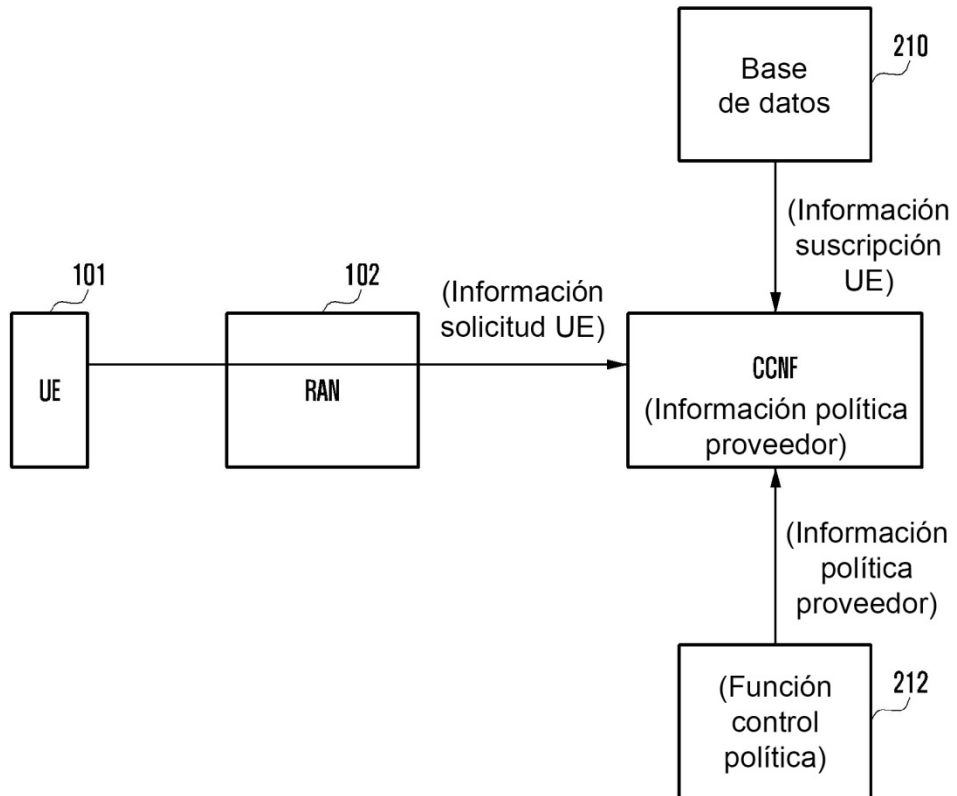 210
Base
de datos
(Información
suscripción
UE)
101
102
(Información
solicitud UE)
UE
RAN
CCNF
(Información política
proveedor)
(Información
política
proveedor)
(Función
control
política)
212